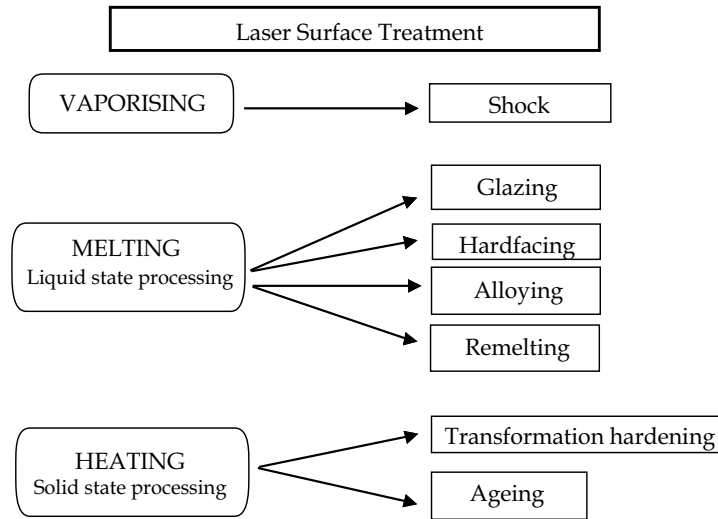 Laser Surface Treatment
VAPORISING
Shock
Glazing
Hardfacing
MELTING
Liquid state processing
Alloying
Remelting
Transformation hardening
HEATING
Solid state processing
Ageing